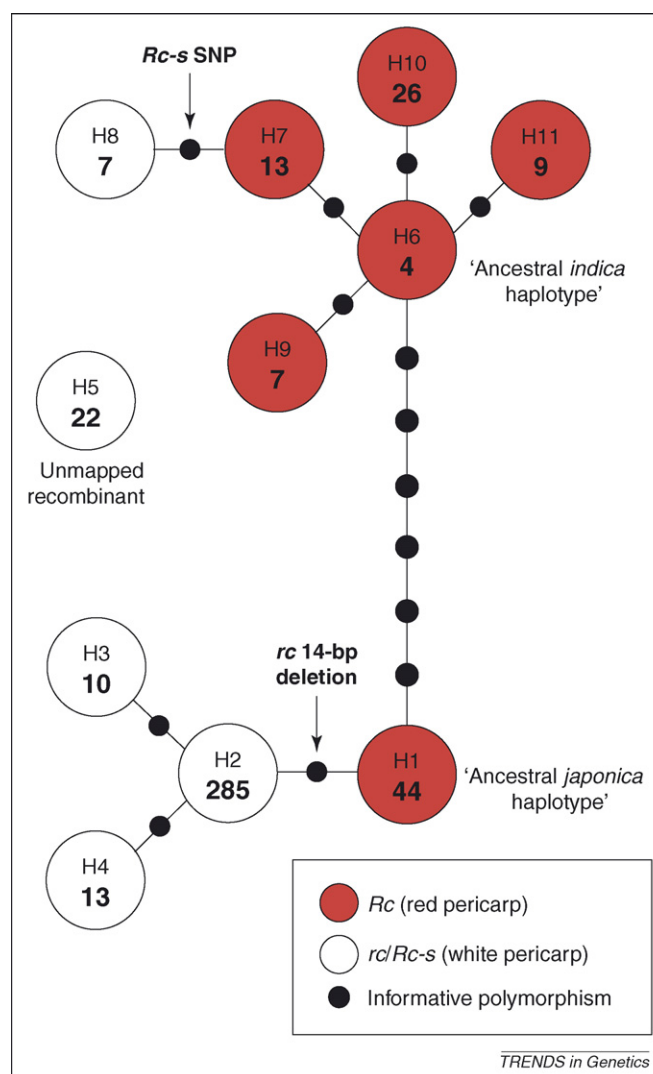 Rc-s SNP
H10
26
H8
7
H7
13
H11
9
H6
4
'Ancestral indica
haplotype'
H9
7
H5
22
Unmapped
recombinant
H3
10
rc 14-bp
deletion
H2
285
H1
44
'Ancestral japonica
haplotype'
H4
13
Rc (red pericarp)
rc/Rc-s (white pericarp)
Informative polymorphism
TRENDS in Genetics